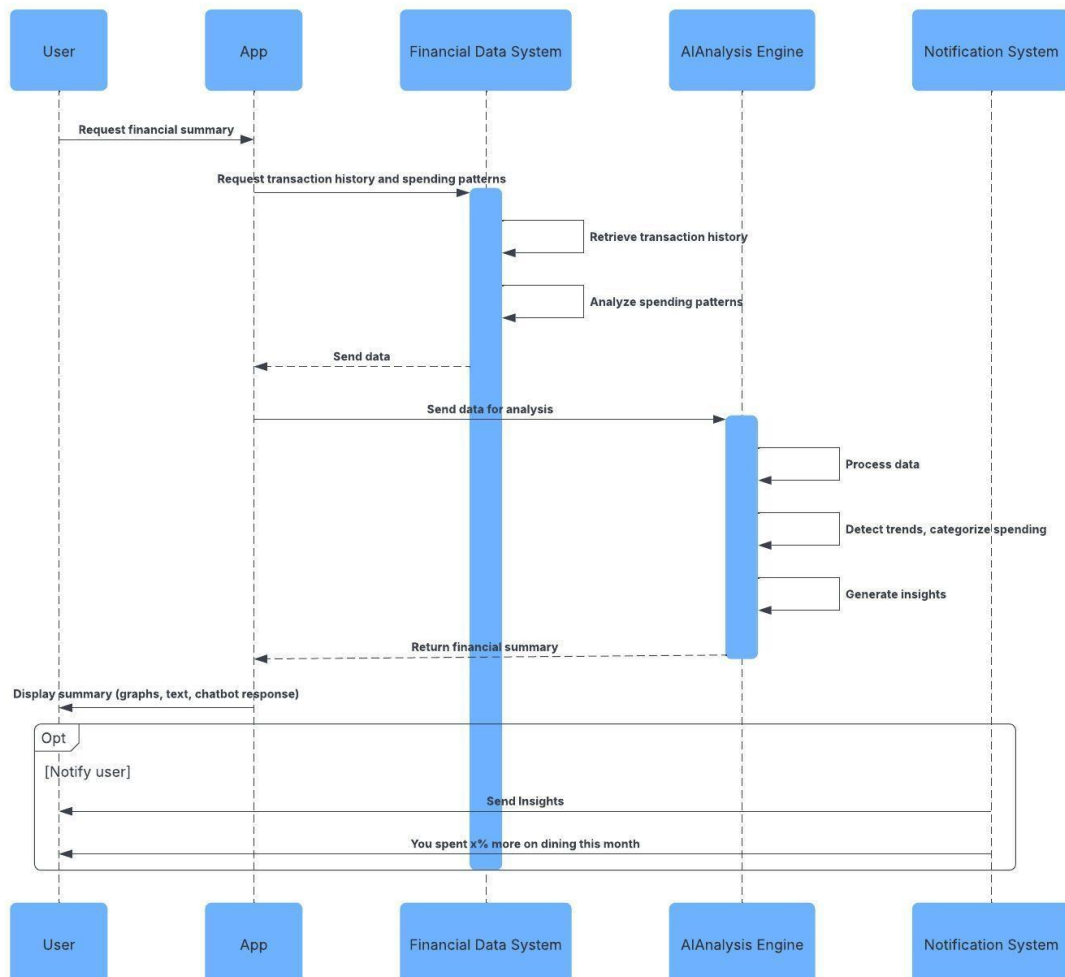 User
App
Financial Data System
AIAnalysis Engine
Notification System
Request financial summary
Request transaction history and spending patterns
Retrieve transaction history
Analyze spending patterns
Send data
Send data for analysis
Process data
Detect trends, categorize spending
Generate insights
Return financial summary
Display summary (graphs, text, chatbot response)
Opt
[Notify user]
Send Insights
You spent x% more on dining this month
User
App
Financial Data System
AIAnalysis Engine
Notification System